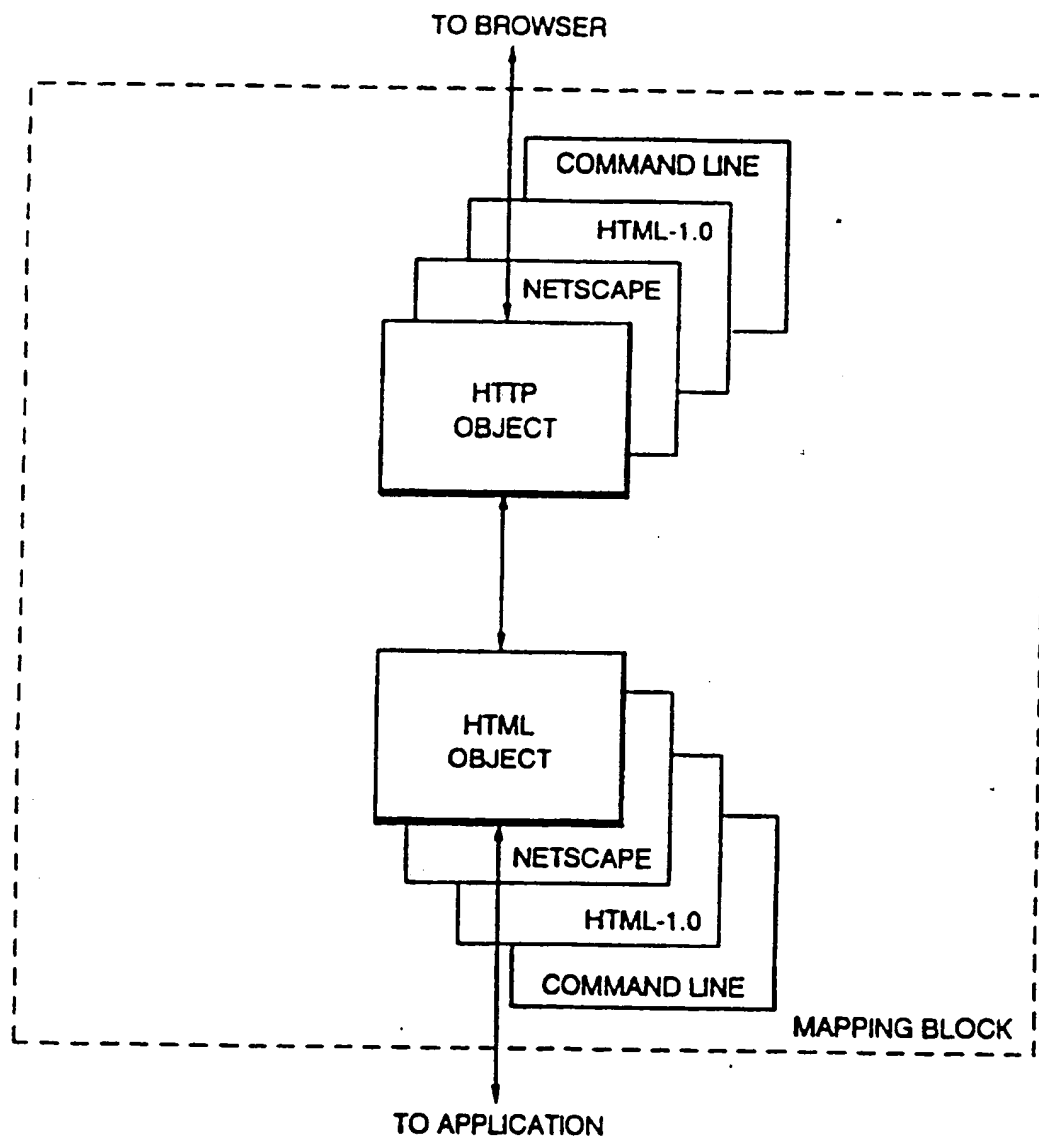 TO BROWSER
COMMAND LINE
HTML-1.0
NETSCAPE
HTTP
OBJECT
HTML
OBJECT
NETSCAPE
HTML-1.0
COMMAND LINE
MAPPING BLOCK
TO APPLICATION